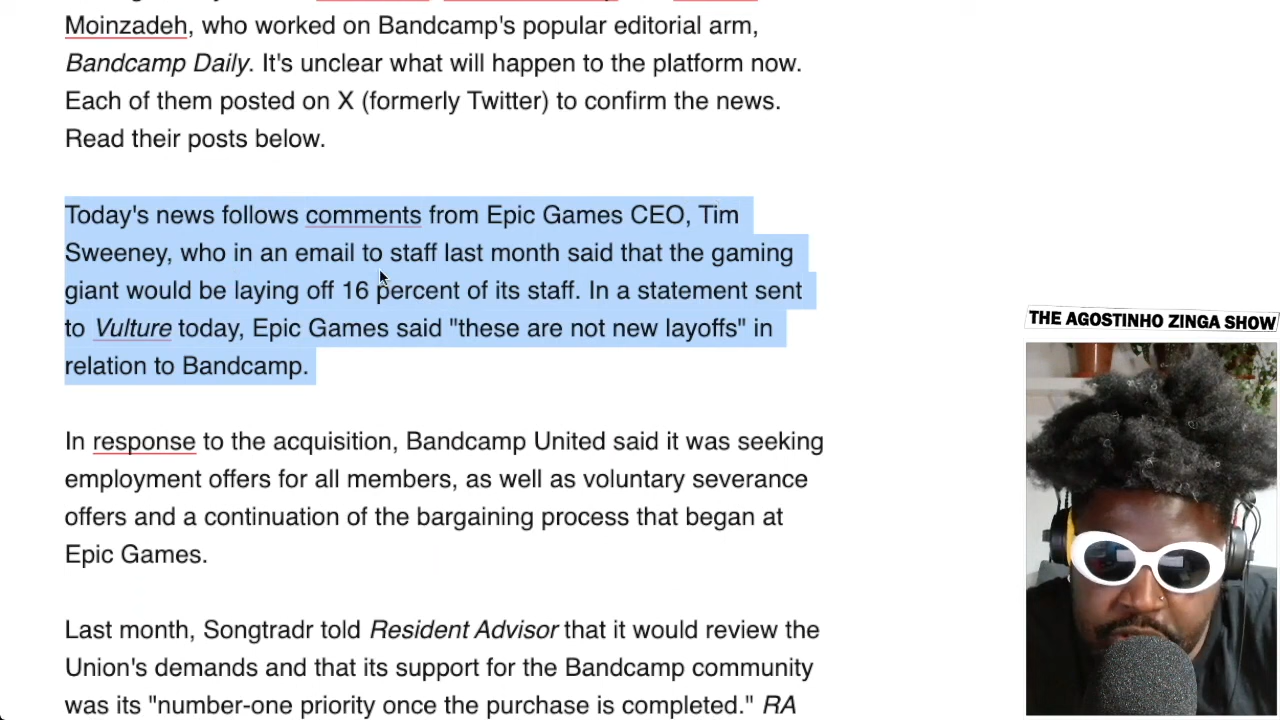 Moinzadeh, who worked on Bandcamp's popular editorial arm,
Bandcamp Daily. It's unclear what will happen to the platform now.
Each of them posted on X (formerly Twitter) to confirm the news.
Read their posts below.
Today's news follows comments from Epic Games CEO, Tim
Sweeney, who in an email to staff last month said that the gaming
giant would be laying off 16 percent of its staff. In a statement sent
to Vulture today, Epic Games said "these are not new layoffs" in
relation to Bandcamp.
In response to the acquisition, Bandcamp United said it was seeking
employment offers for all members, as well as voluntary severance
offers and a continuation of the bargaining process that began at
Epic Games.
Last month, Songtradr told Resident Advisor that it would review the
Union's demands and that its support for the Bandcamp community
was its "number-one priority once the purchase is completed." RA
THE AGOSTINHO ZINGA SHOW